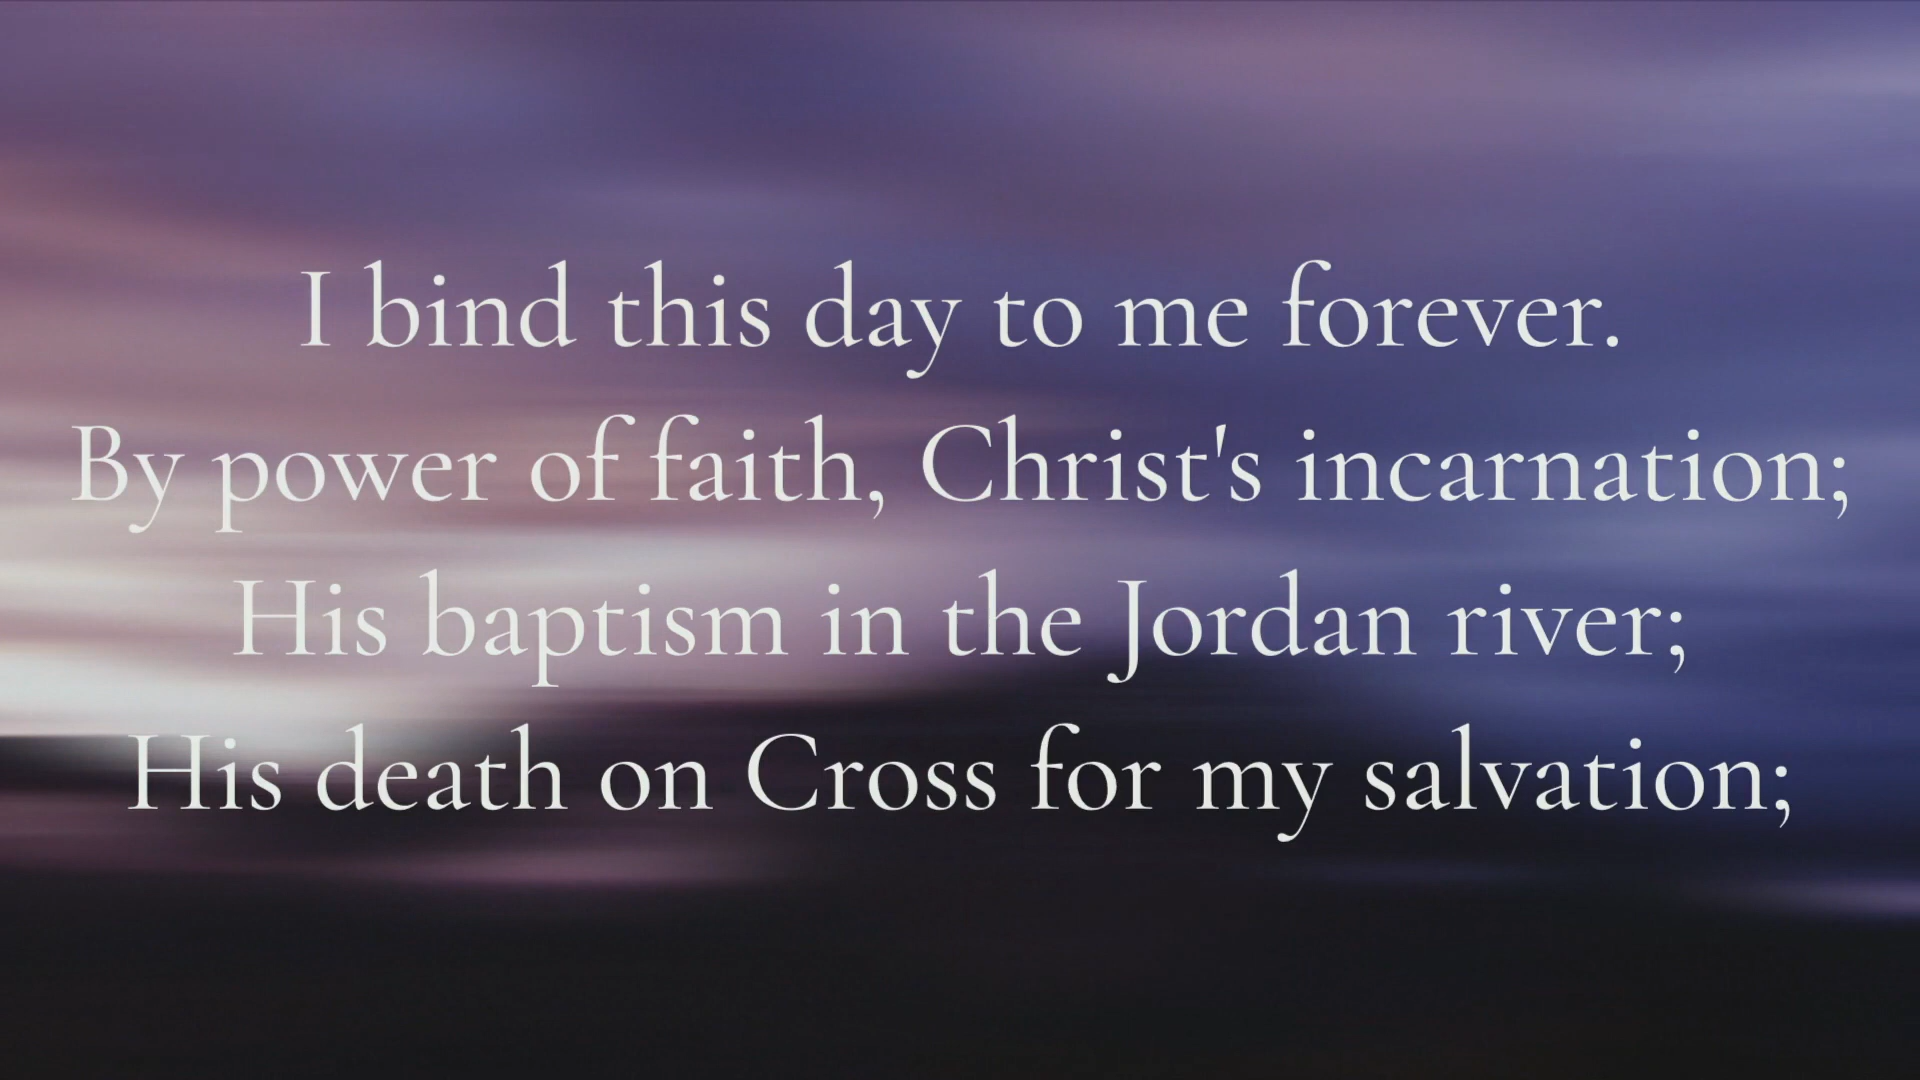 I bind this day to me forever.
By power of faith, Christ's incarnation;
His baptism in the Jordan river;
His death on Cross for my salvation;